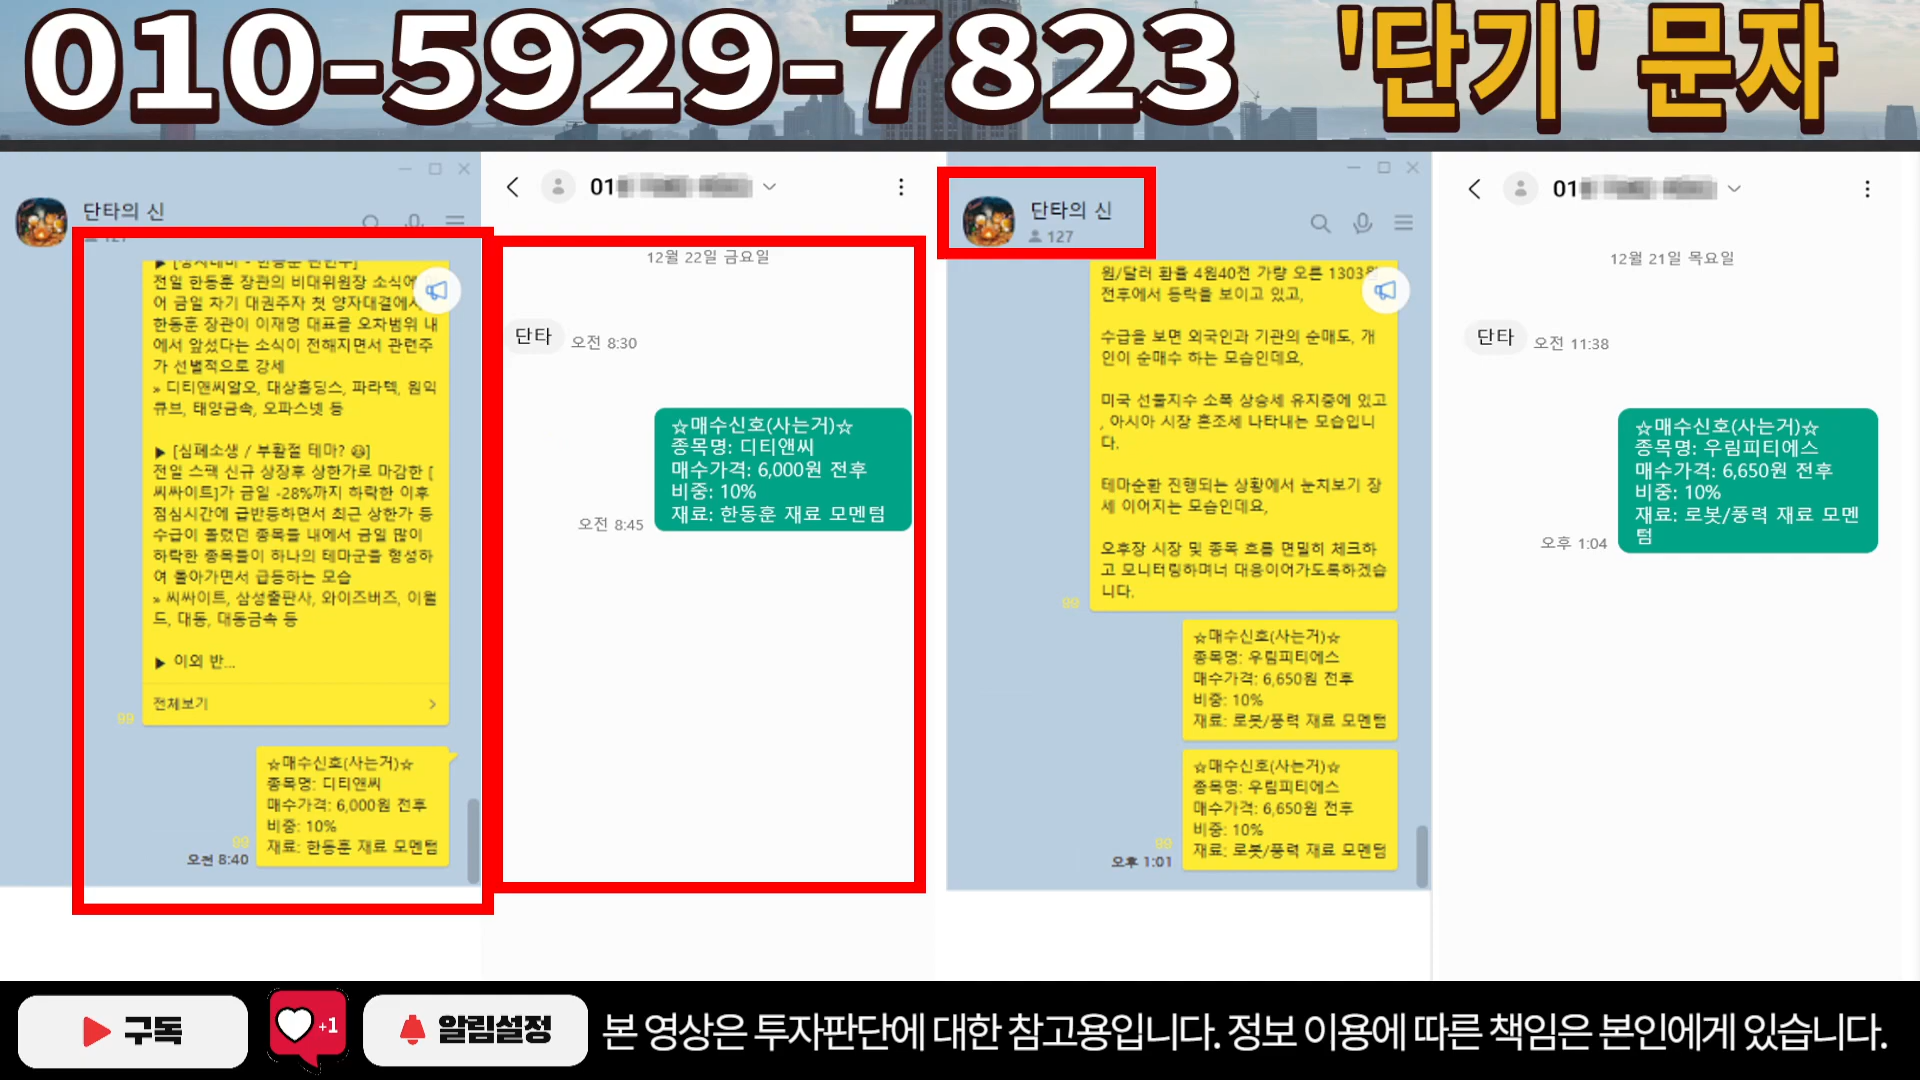 010-5929-7823 '단기' 문자
단타의 신
전일 한동훈 장관의 비대위원장 소식에
어 금일 차기 대권주자 첫 양자대결에서
한동훈 장관이 이재명 대표를 오차범위 내
에서 앞섰다는 소식이 전해지면서 관련주
가 선별적으로 강세
» 디티앤씨알오, 대상홀딩스, 파라텍, 원익
큐브, 태양금속, 오파스넷 등
▶ [심폐소생 / 부활절 테마? 😂]
전일 스팩 신규 상장후 상한가로 마감한 [
씨싸이트]가 금일 -28%까지 하락한 이후
점심시간에 급반등하면서 최근 상한가 등
수급이 몰렸던 종목들 내에서 금일 많이
하락한 종목들이 하나의 테마군을 형성하
여 돌아가면서 급등하는 모습
» 씨싸이트, 삼성출판사, 와이즈버즈, 이월
드, 대동, 대동금속 등
▶ 이외 반...
전체보기
99
☆매수신호(사는거)☆
종목명: 디티앤씨
매수가격: 6,000원 전후
비중: 10%
재료: 한동훈 재료 모멘텀
99
오전 8:40
01
12월 22일 금요일
단타 오전 8:30
☆매수신호(사는거)☆
종목명: 디티앤씨
매수가격: 6,000원 전후
비중: 10%
재료: 한동훈 재료 모멘텀
오전 8:45
단타의 신
127
원/달러 환율 4원40전 가량 오른 1303원
전후에서 등락을 보이고 있고,
수급을 보면 외국인과 기관의 순매도, 개
인이 순매수 하는 모습인데요,
미국 선물지수 소폭 상승세 유지중에 있고
, 아시아 시장 혼조세 나타내는 모습입니
다.
테마순환 진행되는 상황에서 눈치보기 장
세 이어지는 모습인데요,
오후장 시장 및 종목 흐름 면밀히 체크하
고 모니터링하며너 대응이어가도록하겠습
니다.
99
☆매수신호(사는거)☆
종목명: 우림피티에스
매수가격: 6,650원 전후
비중: 10%
재료: 로봇/풍력 재료 모멘텀
☆매수신호(사는거)☆
종목명: 우림피티에스
매수가격: 6,650원 전후
비중: 10%
재료: 로봇/풍력 재료 모멘텀
99
오후 1:01
01
12월 21일 목요일
단타 오전 11:38
☆매수신호(사는거)☆
종목명: 우림피티에스
매수가격: 6,650원 전후
비중: 10%
재료: 로봇/풍력 재료 모멘
텀
오후 1:04
구독 +1 알림설정 본 영상은 투자판단에 대한 참고용입니다. 정보 이용에 따른 책임은 본인에게 있습니다.